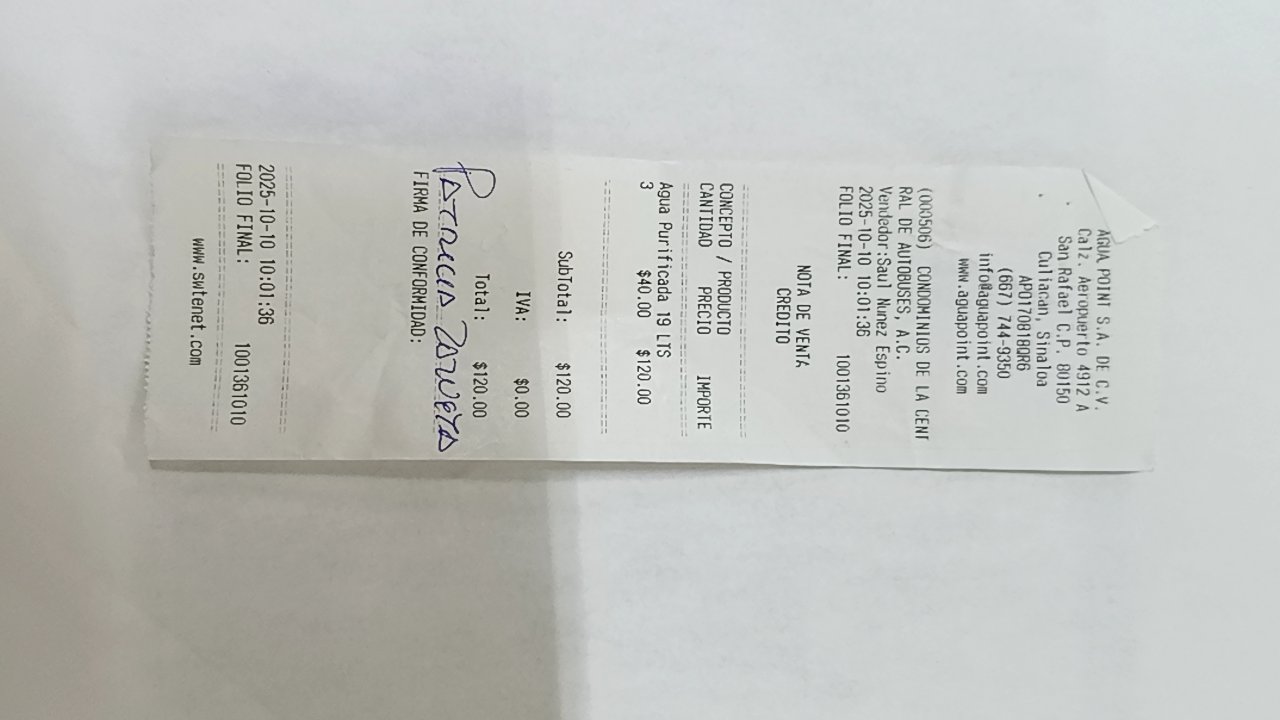 AGUA POINT S.A. DE C.V.
Calz. Aeropuerto 4912 A
San Rafael C.P. 80150
Culiacan, Sinaloa
APO170818QR6
(667) 744-9350
info@aguapoint.com
www.aguapoint.com
(000506) CONDOMINIOS DE LA CENT
RAL DE AUTOBUSES, A.C.
Vendedor:Saul Nunez Espino
2025-10-10 10:01:36
FOLIO FINAL: 1001361010
NOTA DE VENTA
CREDITO
CONCEPTO / PRODUCTO
CANTIDAD PRECIO IMPORTE
Agua Purificada 19 LTS
3 $40.00 $120.00
SubTotal: $120.00
IVA: $0.00
Total: $120.00
PATRICIA
FIRMA DE CONFORMIDAD:
2025-10-10 10:01:36
FOLIO FINAL: 1001361010
www.swtenet.com